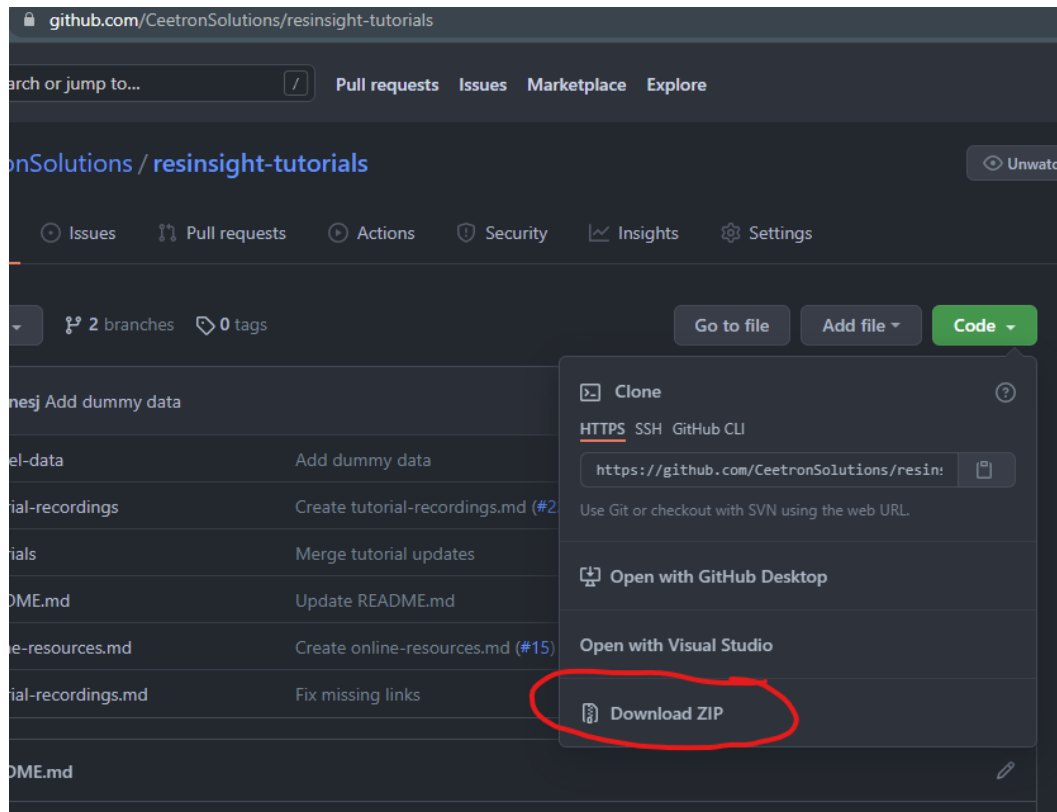 github.com/CeetronSolutions/resinsight-tutorials
arch or jump to... /
Pull requests Issues Marketplace Explore
onSolutions / resinsight-tutorials
Unwatc
Issues Pull requests Actions Security Insights Settings
2 branches 0 tags
Go to file Add file Code
nesj Add dummy data
Clone
HTTPS SSH GitHub CLI
el-data Add dummy data
https://github.com/CeetronSolutions/resin:
rial-recordings Create tutorial-recordings.md (#2
Use Git or checkout with SVN using the web URL.
rials Merge tutorial updates
Open with GitHub Desktop
OME.md Update README.md
ne-resources.md Create online-resources.md (#15)
Open with Visual Studio
rial-recordings.md Fix missing links
Download ZIP
OME.md